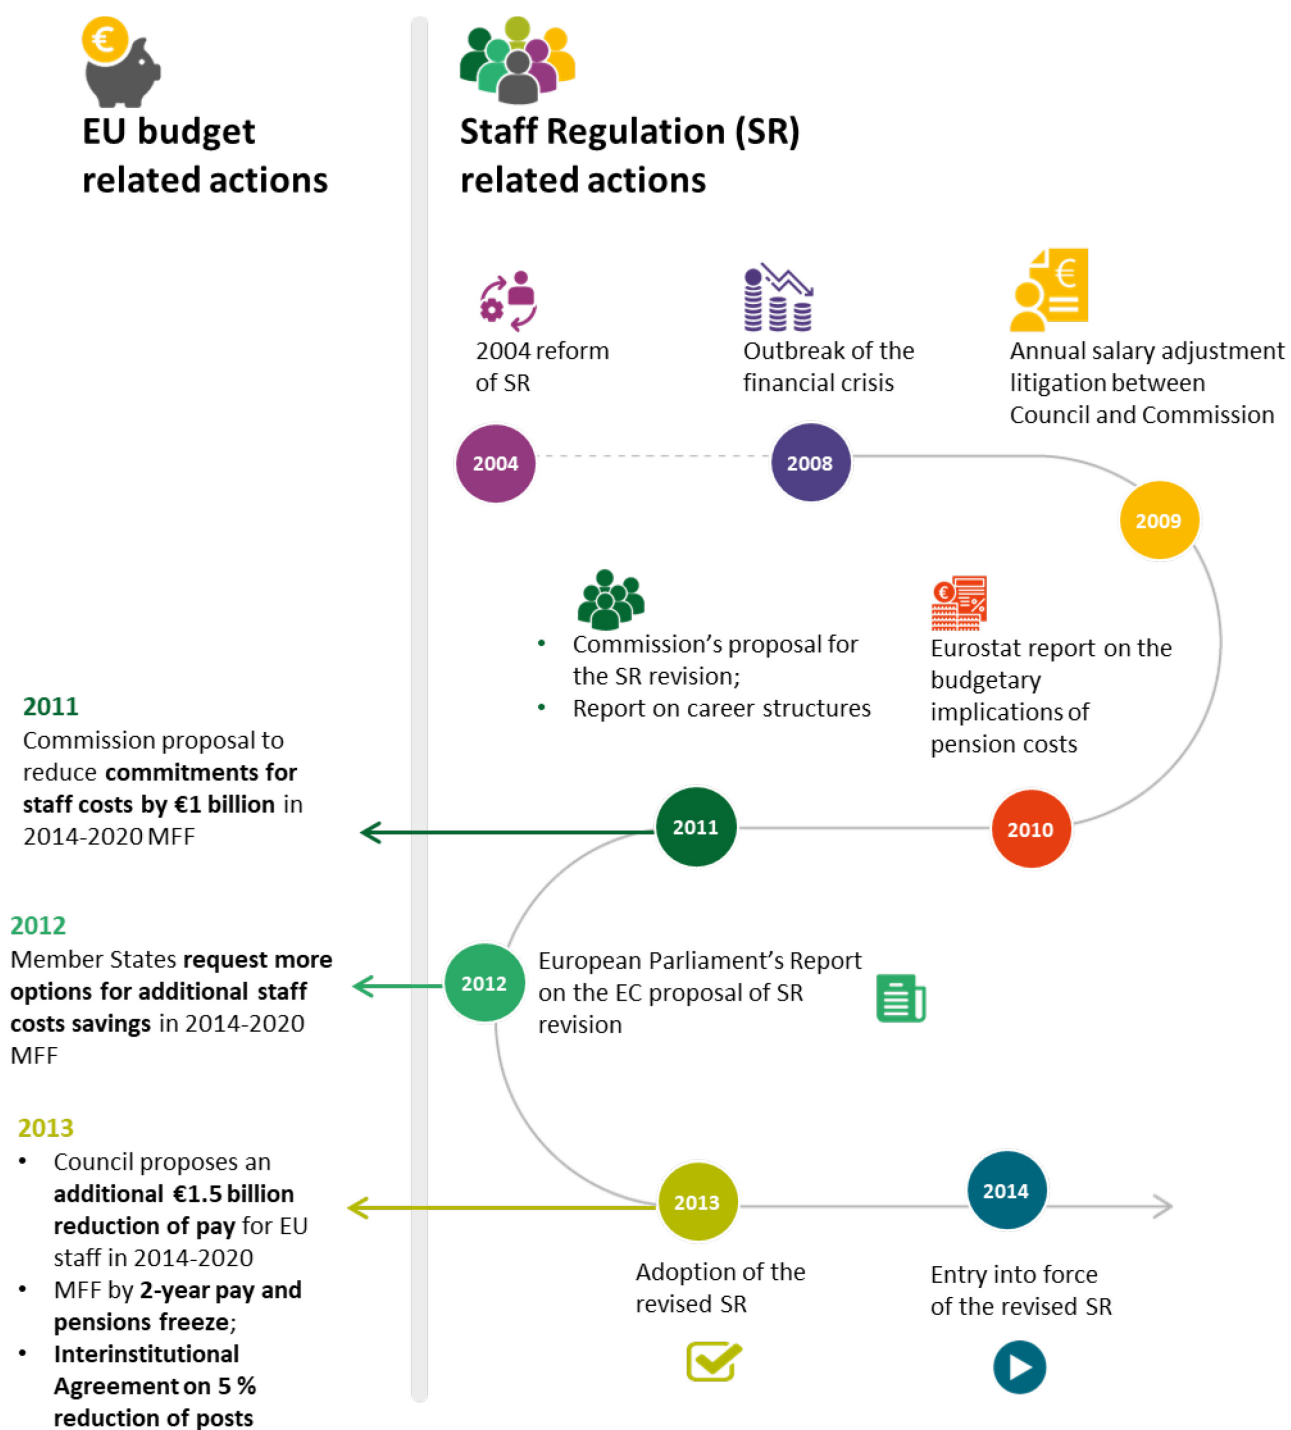 EU budget
related actions
Staff Regulation (SR)
related actions
2004 reform
of SR
Outbreak of the
financial crisis
Annual salary adjustment
litigation between
Council and Commission
2004
2008
2009
• Commission’s proposal for
the SR revision;
• Report on career structures
Eurostat report on the
budgetary
implications of
pension costs
2011
Commission proposal to
reduce commitments for
staff costs by €1 billion in
2014-2020 MFF
2011
2010
2012
Member States request more
options for additional staff
costs savings in 2014-2020
MFF
2012
European Parliament’s Report
on the EC proposal of SR
revision
2013
• Council proposes an
additional €1.5 billion
reduction of pay for EU
staff in 2014-2020
• MFF by 2-year pay and
pensions freeze;
• Interinstitutional
Agreement on 5 %
reduction of posts
2013
2014
Adoption of the
revised SR
Entry into force
of the revised SR